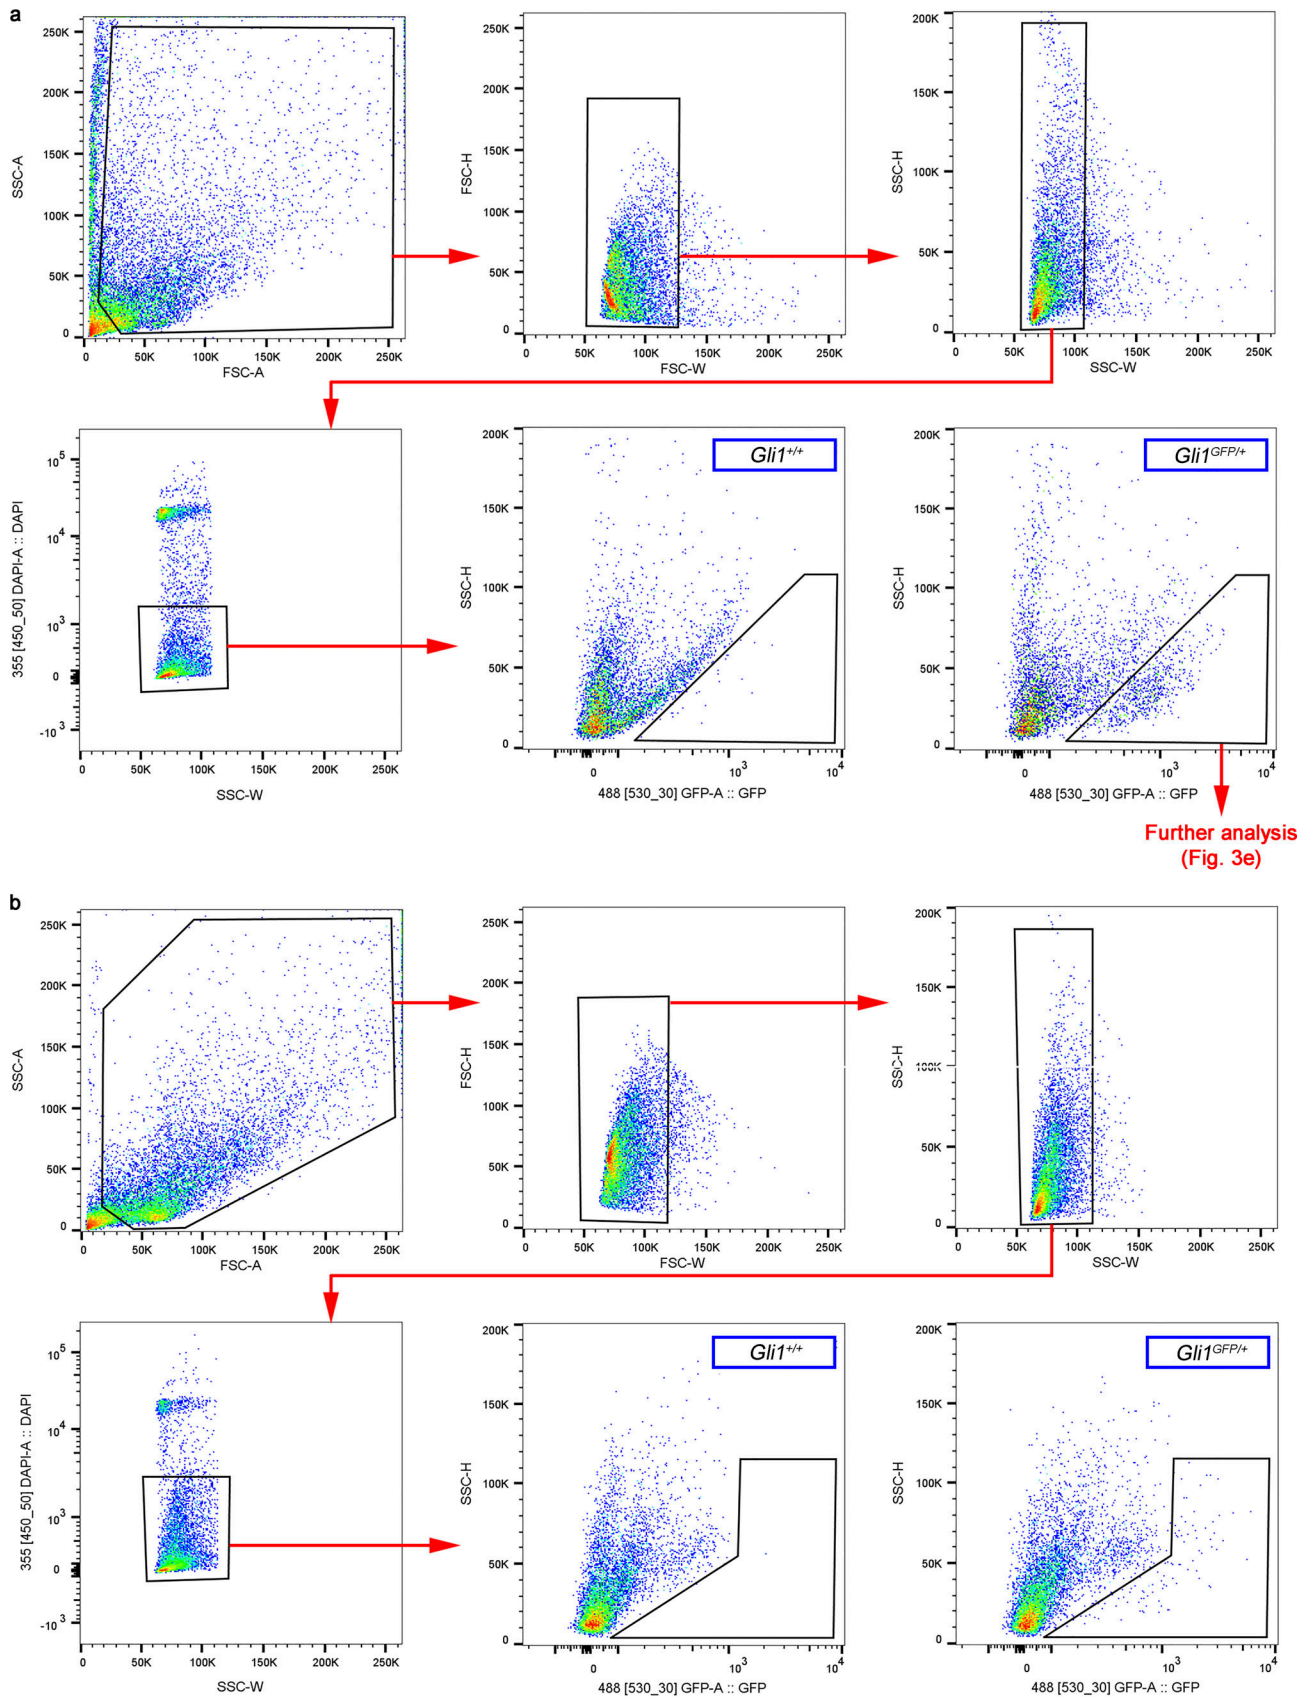 a
250K
200K
150K
100K
50K
0
SSC-A
0 50K 100K 150K 200K 250K
FSC-A
250K
200K
150K
100K
50K
0
FSC-H
0 50K 100K 150K 200K 250K
FSC-W
200K
150K
100K
50K
0
SSC-H
0 50K 100K 150K 200K 250K
SSC-W
10^5
10^4
10^3
0
-10^3
355 [450_50] DAPI-A :: DAPI
0 50K 100K 150K 200K 250K
SSC-W
Gli1^+/+
200K
150K
100K
50K
0
SSC-H
0 10^3 10^4
488 [530_30] GFP-A :: GFP
Gli1^GFP/+
200K
150K
100K
50K
0
SSC-H
0 10^3 10^4
488 [530_30] GFP-A :: GFP
Further analysis
(Fig. 3e)
b
250K
200K
150K
100K
50K
0
SSC-A
0 50K 100K 150K 200K 250K
FSC-A
250K
200K
150K
100K
50K
0
FSC-H
0 50K 100K 150K 200K 250K
FSC-W
200K
150K
100K
50K
0
SSC-H
0 50K 100K 150K 200K 250K
SSC-W
10^5
10^4
10^3
0
-10^3
355 [450_50] DAPI-A :: DAPI
0 50K 100K 150K 200K 250K
SSC-W
Gli1^+/+
200K
150K
100K
50K
0
SSC-H
0 10^3 10^4
488 [530_30] GFP-A :: GFP
Gli1^GFP/+
200K
150K
100K
50K
0
SSC-H
0 10^3 10^4
488 [530_30] GFP-A :: GFP